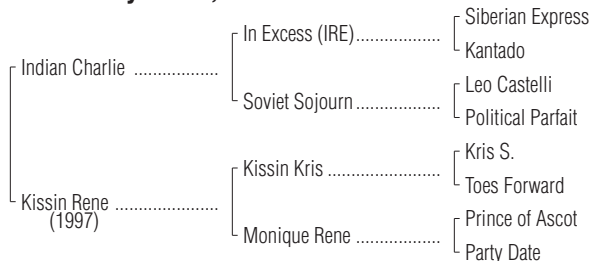 Siberian Express
In Excess (IRE)
Kantado
Indian Charlie
Leo Castelli
Soviet Sojourn
Political Parfait
Kris S.
Kissin Kris
Toes Forward
Kissin Rene
(1997)
Prince of Ascot
Monique Rene
Party Date